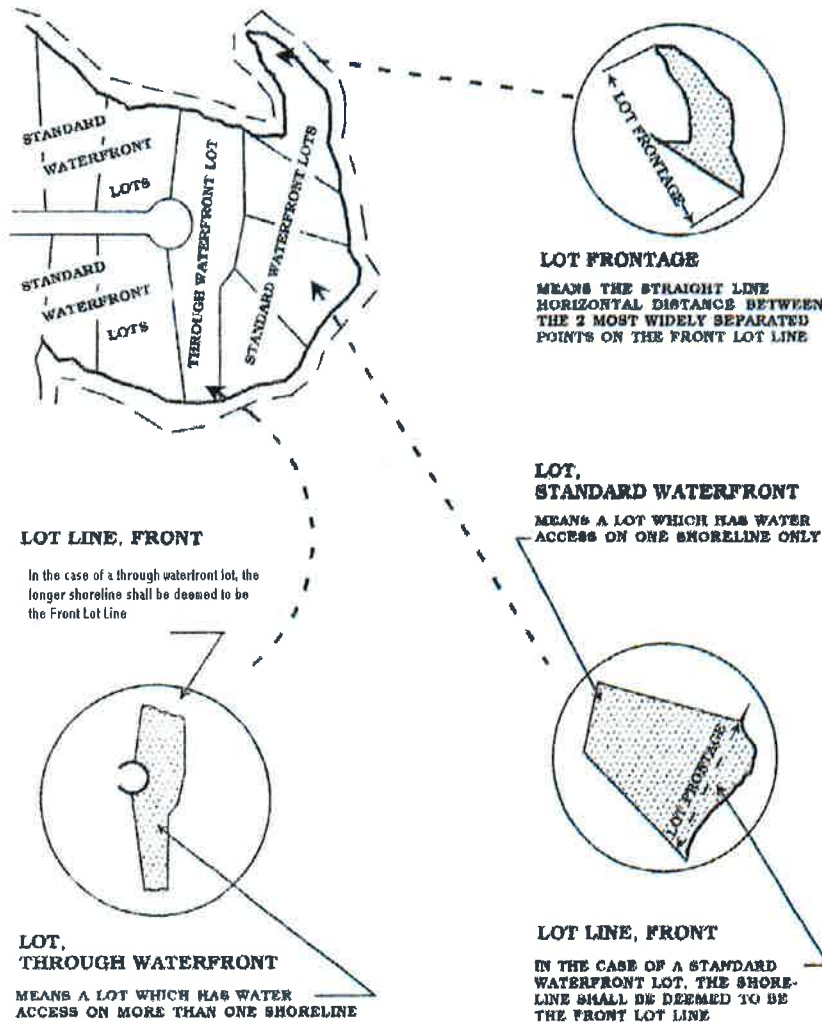 STANDARD
WATERFRONT
LOTS
STANDARD
WATERFRONT
LOTS
THROUGH WATERFRONT LOT
STANDARD WATERFRONT LOTS
LOT FRONTAGE
LOT FRONTAGE
MEANS THE STRAIGHT LINE
HORIZONTAL DISTANCE BETWEEN
THE 2 MOST WIDELY SEPARATED
POINTS ON THE FRONT LOT LINE
LOT,
STANDARD WATERFRONT
MEANS A LOT WHICH HAS WATER
ACCESS ON ONE SHORELINE ONLY
LOT LINE, FRONT
In the case of a through waterfront lot, the
longer shoreline shall be deemed to be
the Front Lot Line
LOT FRONTAGE
LOT,
THROUGH WATERFRONT
MEANS A LOT WHICH HAS WATER
ACCESS ON MORE THAN ONE SHORELINE
LOT LINE, FRONT
IN THE CASE OF A STANDARD
WATERFRONT LOT, THE SHORE-
LINE SHALL BE DEEMED TO BE
THE FRONT LOT LINE